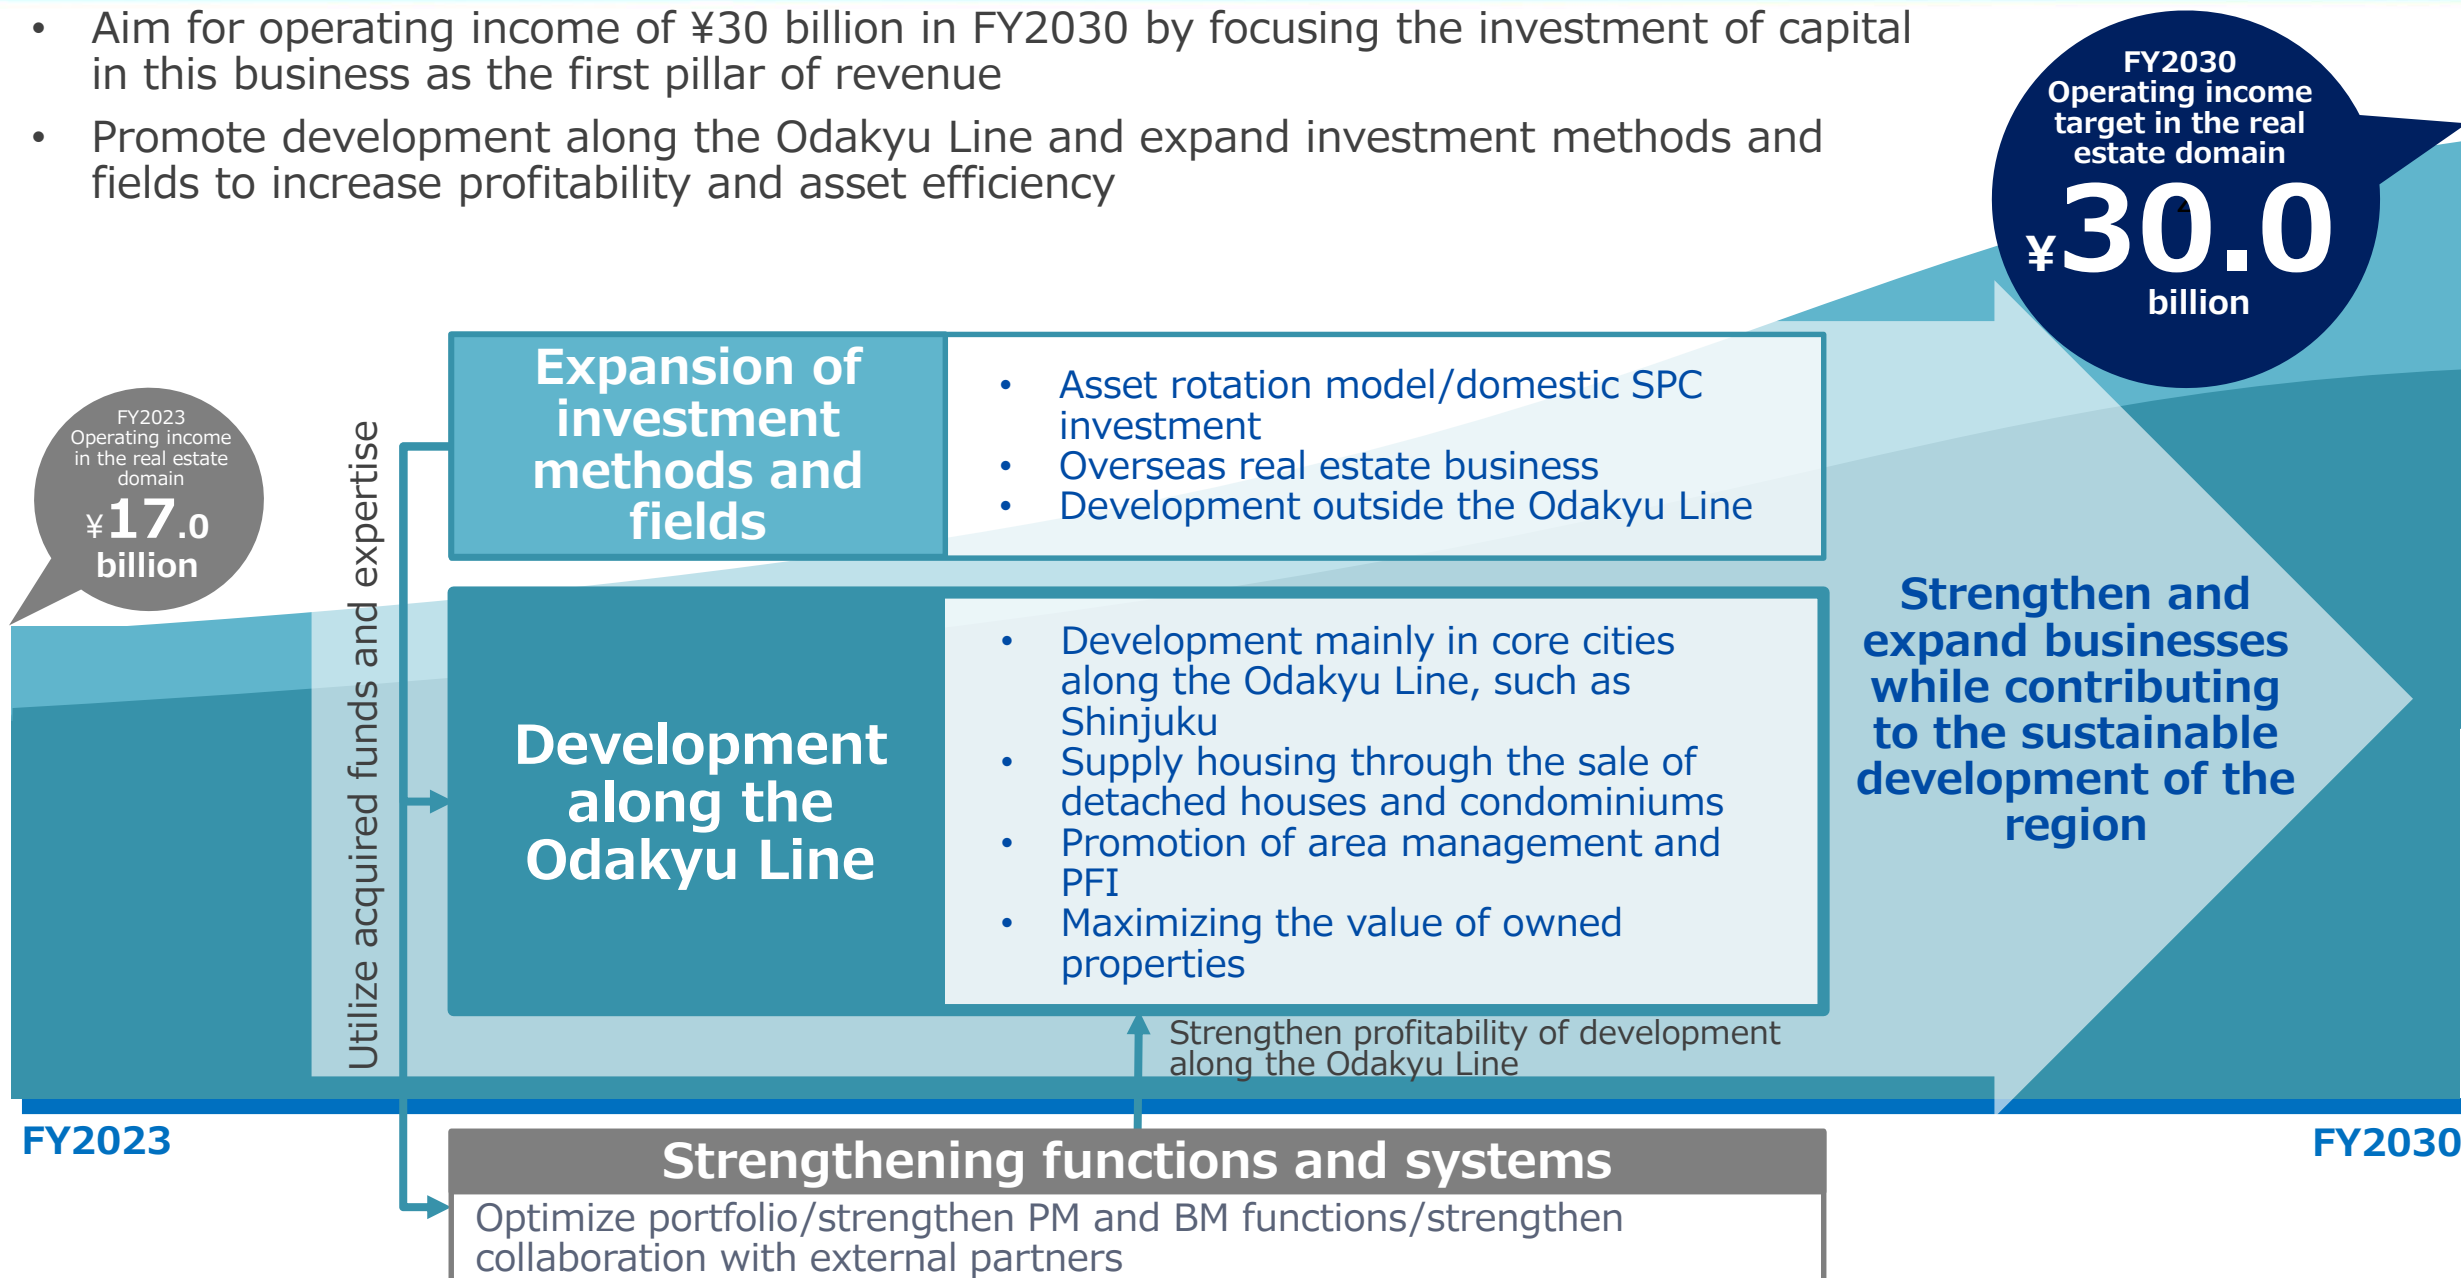 • Aim for operating income of ¥30 billion in FY2030 by focusing the investment of capital
in this business as the first pillar of revenue
• Promote development along the Odakyu Line and expand investment methods and
fields to increase profitability and asset efficiency
FY2030
Operating income
target in the real
estate domain
¥30.0
billion
FY2023
Operating income
in the real estate
domain
¥17.0
billion
Utilize acquired funds and expertise
Expansion of
investment
methods and
fields
• Asset rotation model/domestic SPC
investment
• Overseas real estate business
• Development outside the Odakyu Line
Development
along the
Odakyu Line
• Development mainly in core cities
along the Odakyu Line, such as
Shinjuku
• Supply housing through the sale of
detached houses and condominiums
• Promotion of area management and
PFI
• Maximizing the value of owned
properties
Strengthen and
expand businesses
while contributing
to the sustainable
development of the
region
Strengthen profitability of development
along the Odakyu Line
FY2023
FY2030
Strengthening functions and systems
Optimize portfolio/strengthen PM and BM functions/strengthen
collaboration with external partners